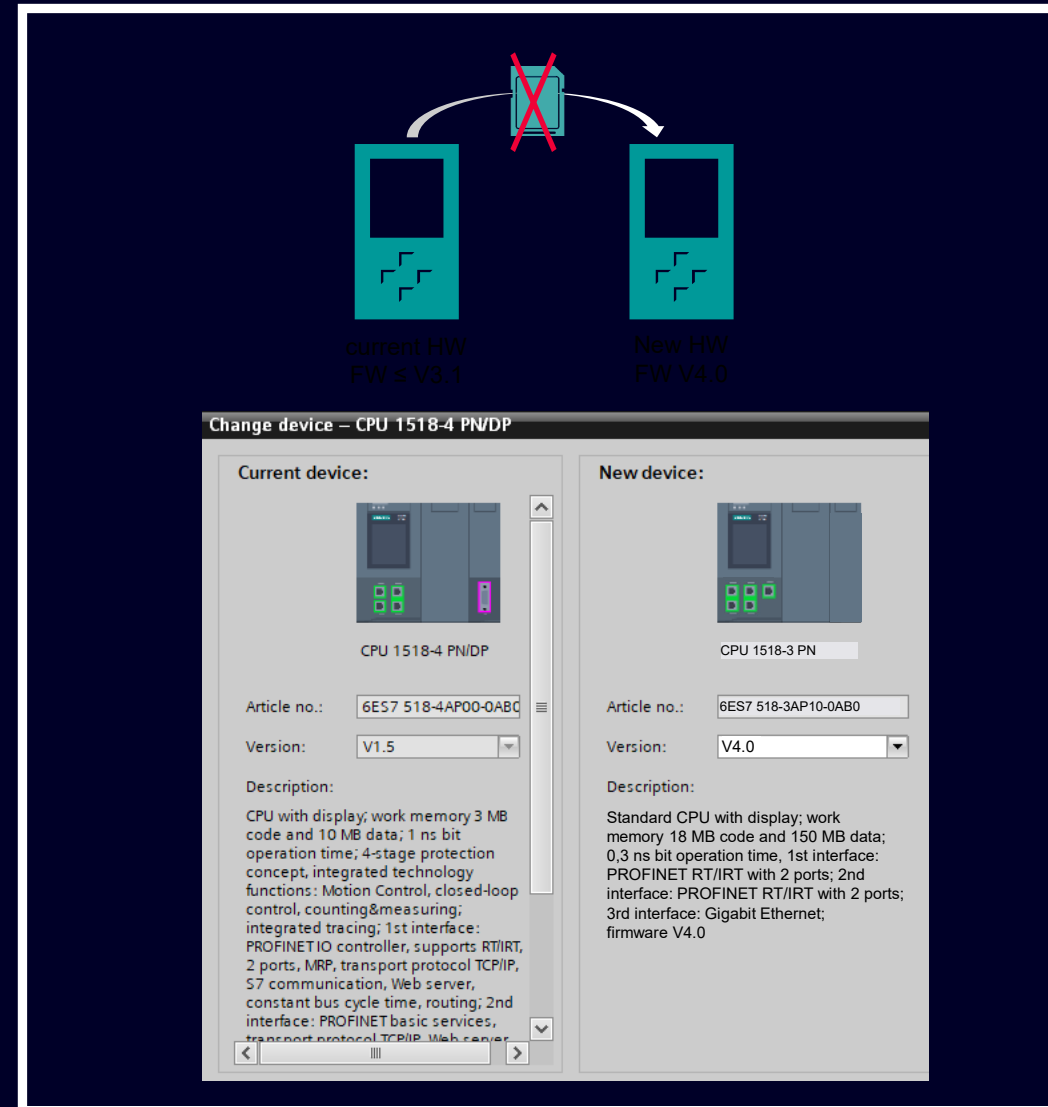 current HW
FW ≤ V3.1
New HW
FW V4.0
Change device – CPU 1518-4 PN/DP
Current device:
CPU 1518-4 PN/DP
Article no.: 6ES7 518-4AP00-0AB0
Version: V1.5
Description:
CPU with display; work memory 3 MB
code and 10 MB data; 1 ns bit
operation time; 4-stage protection
concept, integrated technology
functions: Motion Control, closed-loop
control, counting&measuring;
integrated tracing; 1st interface:
PROFINET IO controller, supports RT/IRT,
2 ports, MRP, transport protocol TCP/IP,
S7 communication, Web server,
constant bus cycle time, routing; 2nd
interface: PROFINET basic services,
transport protocol TCP/IP, Web server
New device:
CPU 1518-3 PN
Article no.: 6ES7 518-3AP10-0AB0
Version: V4.0
Description:
Standard CPU with display; work
memory 18 MB code and 150 MB data;
0,3 ns bit operation time, 1st interface:
PROFINET RT/IRT with 2 ports; 2nd
interface: PROFINET RT/IRT with 2 ports;
3rd interface: Gigabit Ethernet;
firmware V4.0